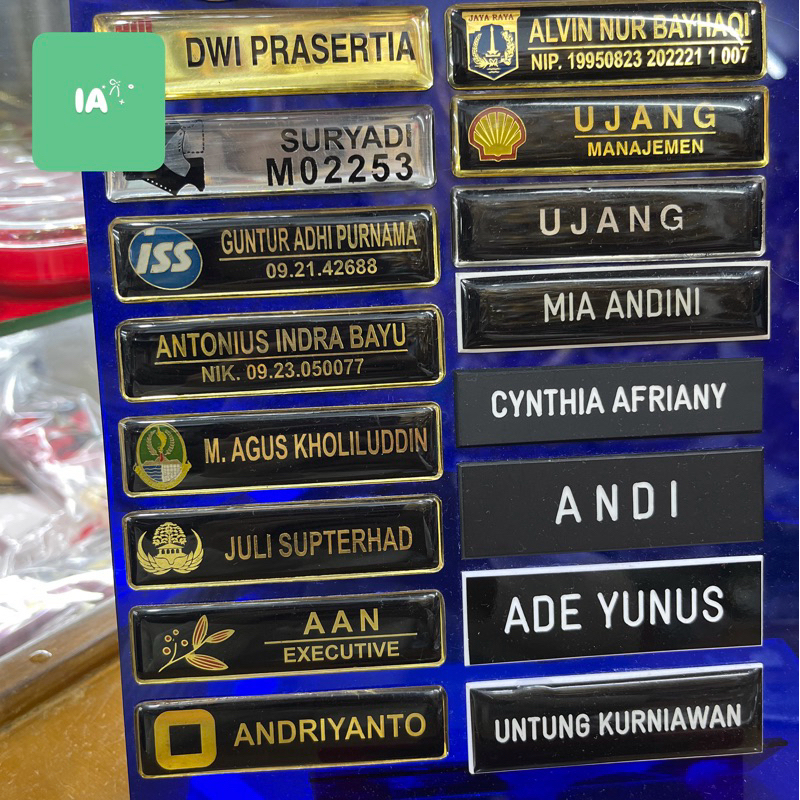 IA
DWI PRASERTIA
SURYADI
M02253
iss
GUNTUR ADHI PURNAMA
09.21.42688
ANTONIUS INDRA BAYU
NIK. 09.23.050077
M. AGUS KHOLILUDDIN
JULI SUPTERHAD
AAN
EXECUTIVE
ANDRIYANTO
JAYA RAYA
ALVIN NUR BAYHAQI
NIP. 19950823 202221 1 007
UJANG
MANAJEMEN
UJANG
MIA ANDINI
CYNTHIA AFRIANY
ANDI
ADE YUNUS
UNTUNG KURNIAWAN